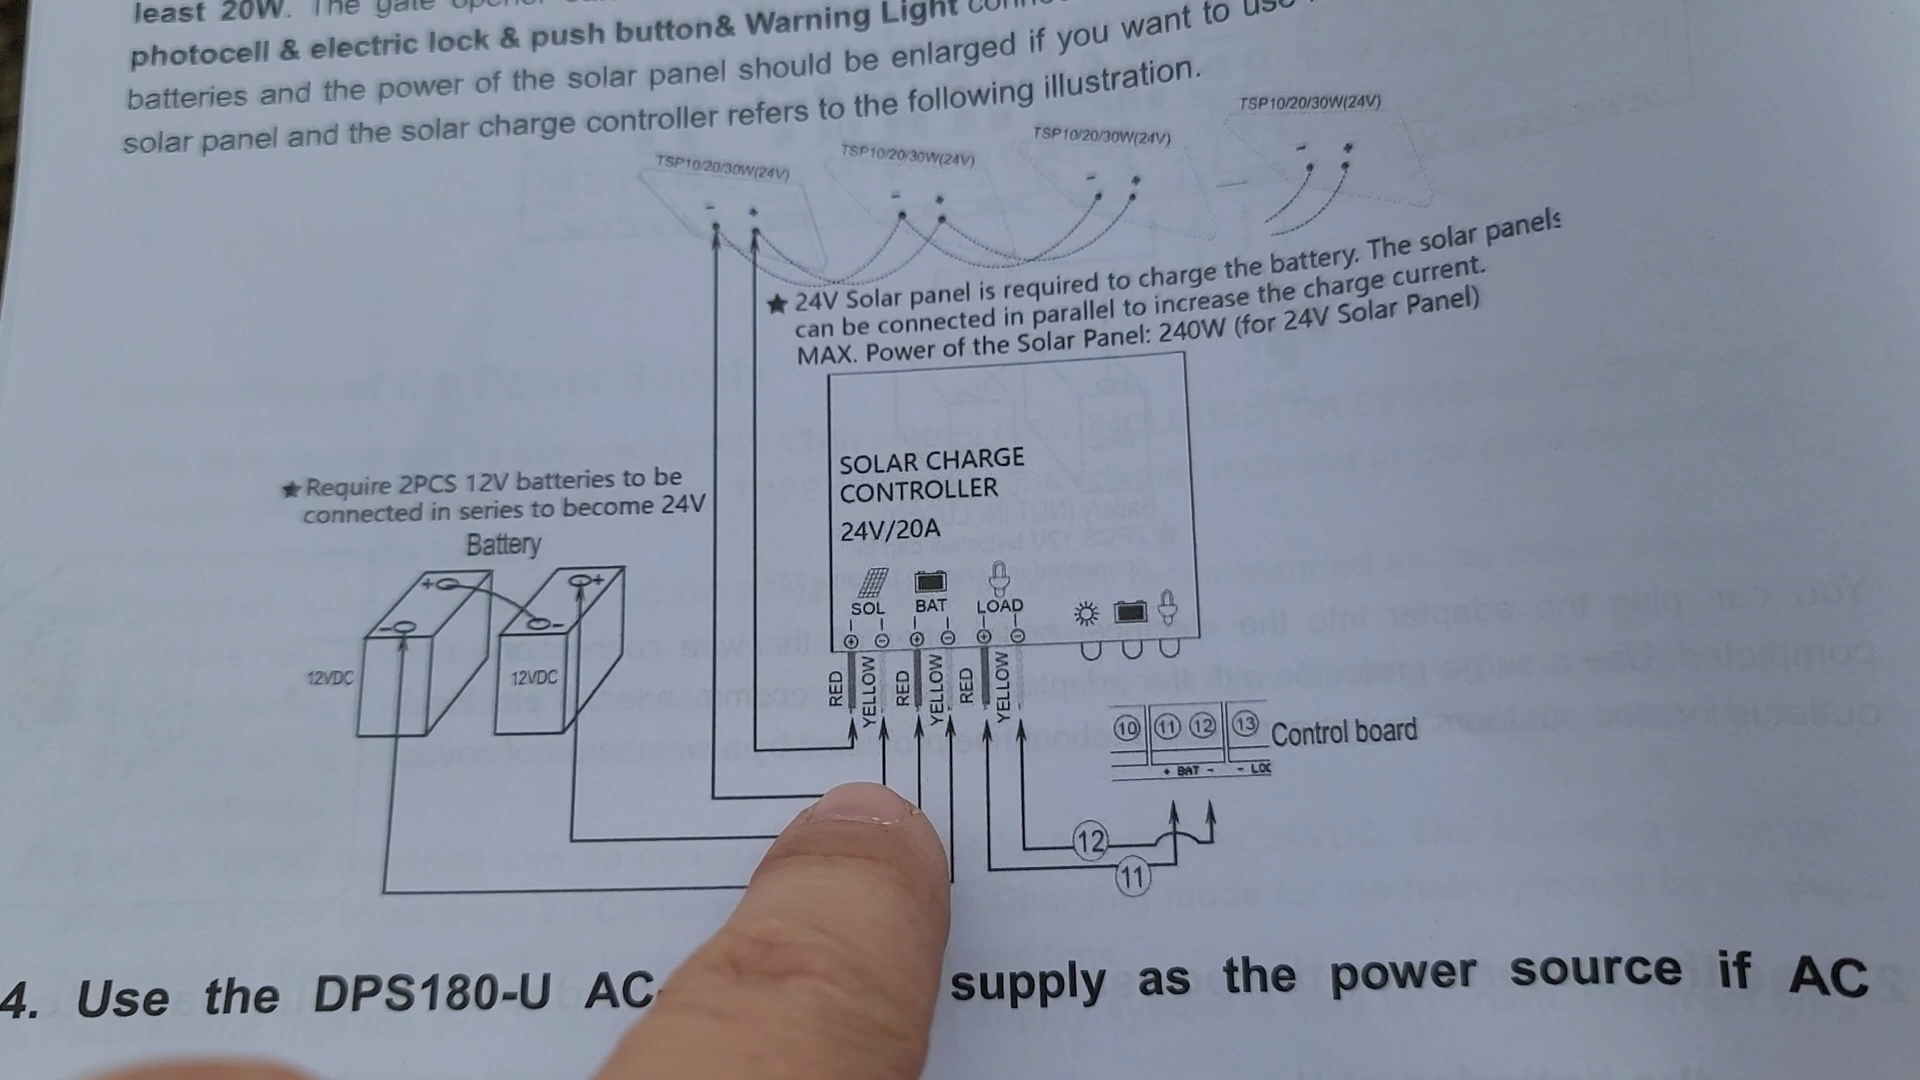 least 20W. The gate
photocell & electric lock & push button& Warning Light
batteries and the power of the solar panel should be enlarged if you want to use
solar panel and the solar charge controller refers to the following illustration.
TSP10/20/30W(24V)
TSP10/20/30W(24V)
TSP10/20/30W(24V)
TSP10/20/30W(24V)
- +
- +
- +
- +
★ 24V Solar panel is required to charge the battery. The solar panels
can be connected in parallel to increase the charge current.
MAX. Power of the Solar Panel: 240W (for 24V Solar Panel)
★ Require 2PCS 12V batteries to be
connected in series to become 24V
Battery
+ -
+ -
12VDC
12VDC
SOLAR CHARGE
CONTROLLER
24V/20A
SOL BAT LOAD
+ - + - + -
RED YELLOW RED YELLOW RED YELLOW
10 11 12 13
+ BAT - - LOC
Control board
12
11
4. Use the DPS180-U AC- supply as the power source if AC